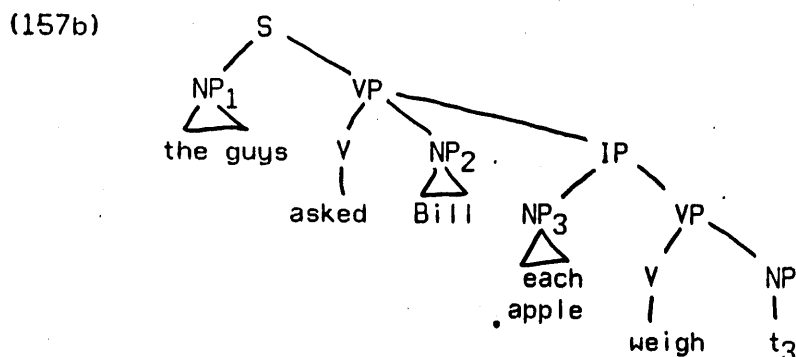 (157b) S
NP1 VP
the guys V NP2 IP
asked Bill NP3 VP
each V NP
apple
weigh t3